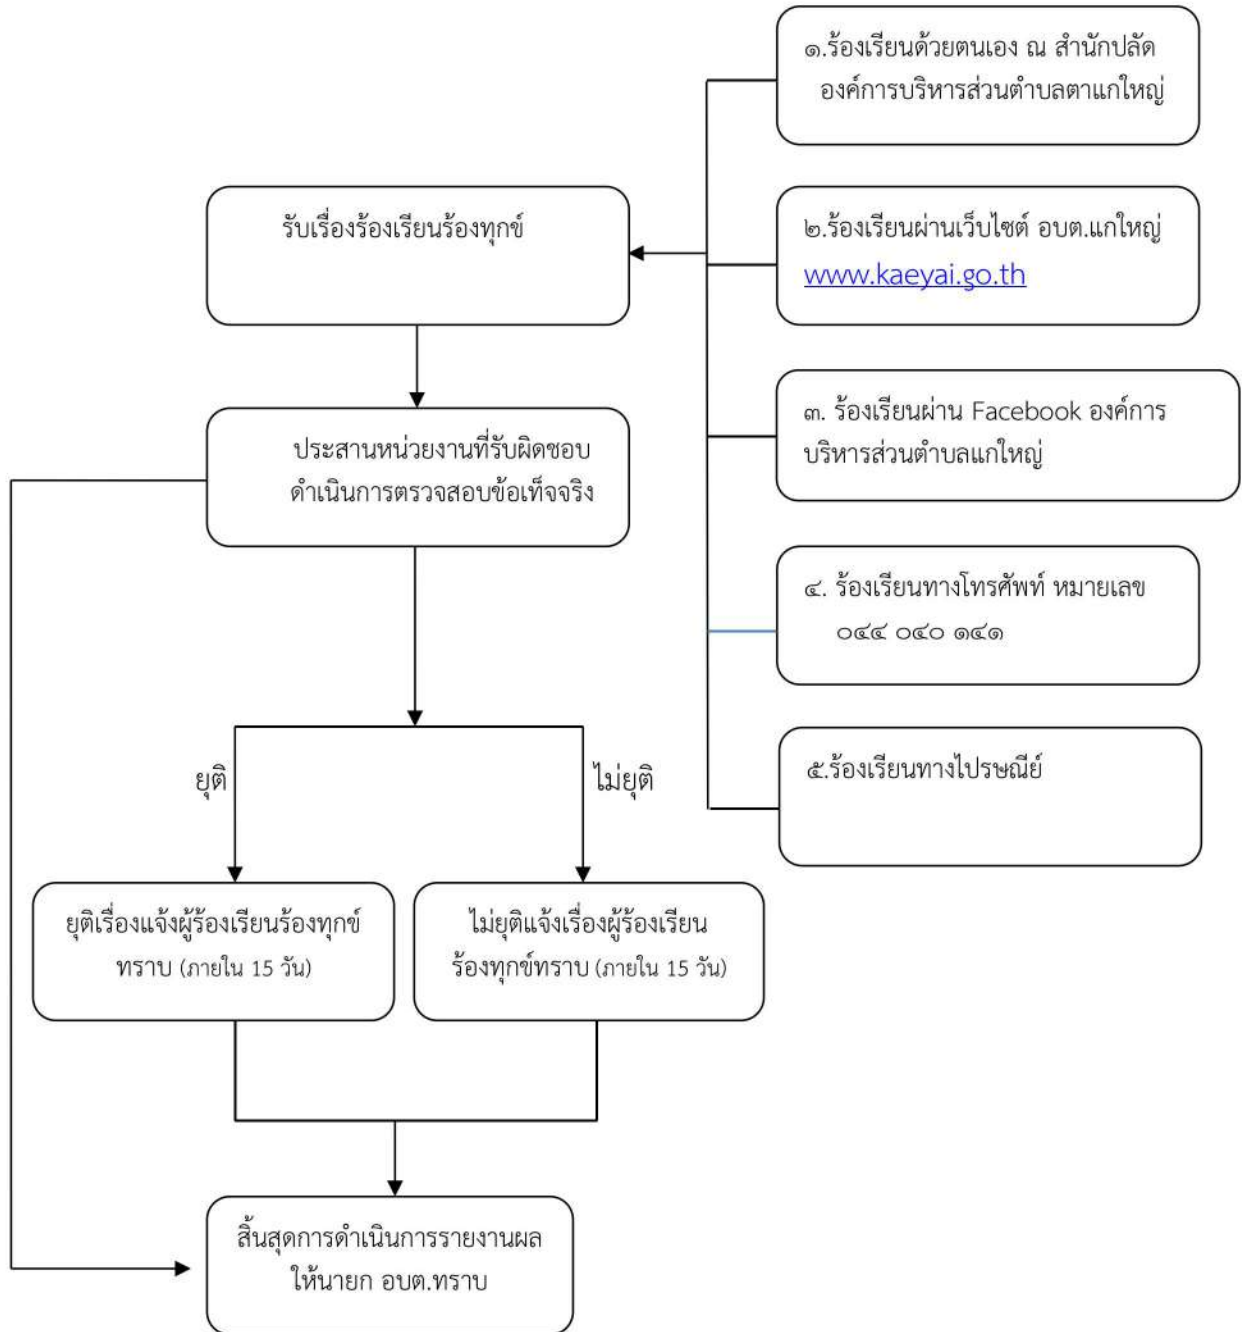 ๑.ร้องเรียนด้วยตนเอง ณ สำนักปลัด
องค์การบริหารส่วนตำบลตาแกใหญ่
รับเรื่องร้องเรียนร้องทุกข์
๒.ร้องเรียนผ่านเว็บไซต์ อบต.แกใหญ่
www.kaeyai.go.th
๓. ร้องเรียนผ่าน Facebook องค์การ
บริหารส่วนตำบลแกใหญ่
ประสานหน่วยงานที่รับผิดชอบ
ดำเนินการตรวจสอบข้อเท็จจริง
๔. ร้องเรียนทางโทรศัพท์ หมายเลข
๐๔๔ ๐๔๐ ๑๔๑
๕.ร้องเรียนทางไปรษณีย์
ยุติ
ไม่ยุติ
ยุติเรื่องแจ้งผู้ร้องเรียนร้องทุกข์
ทราบ (ภายใน 15 วัน)
ไม่ยุติแจ้งเรื่องผู้ร้องเรียน
ร้องทุกข์ทราบ (ภายใน 15 วัน)
สิ้นสุดการดำเนินการรายงานผล
ให้นายก อบต.ทราบ